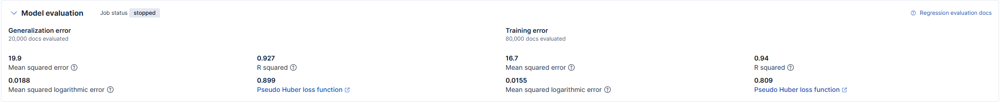 Model evaluation
Job status stopped
Regression evaluation docs
Generalization error
20,000 docs evaluated
19.9
Mean squared error
0.927
R squared
0.0188
Mean squared logarithmic error
0.899
Pseudo Huber loss function
Training error
80,000 docs evaluated
16.7
Mean squared error
0.94
R squared
0.0155
Mean squared logarithmic error
0.809
Pseudo Huber loss function